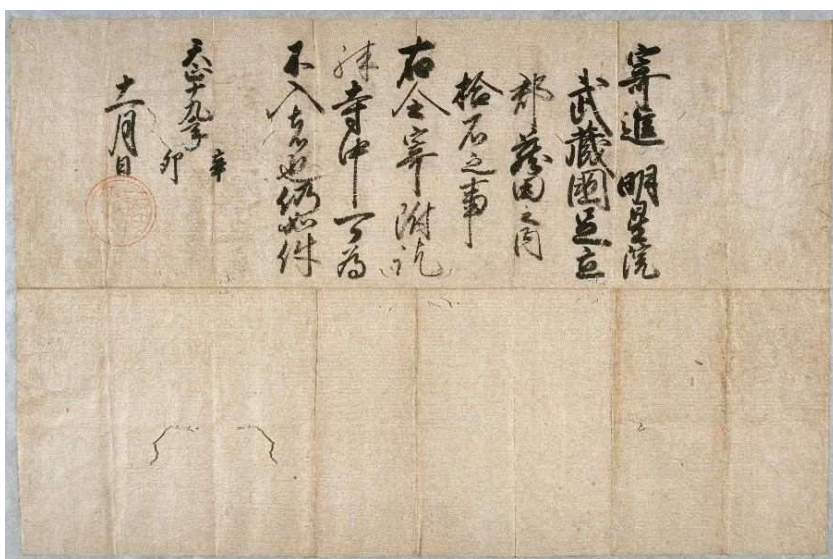 寄進 明星院
武蔵國足立
郡蔵田之内
拾石之事
右令寄附訖
殊寺中可為
不入者也仍如件
天正十九年辛卯
十一月日